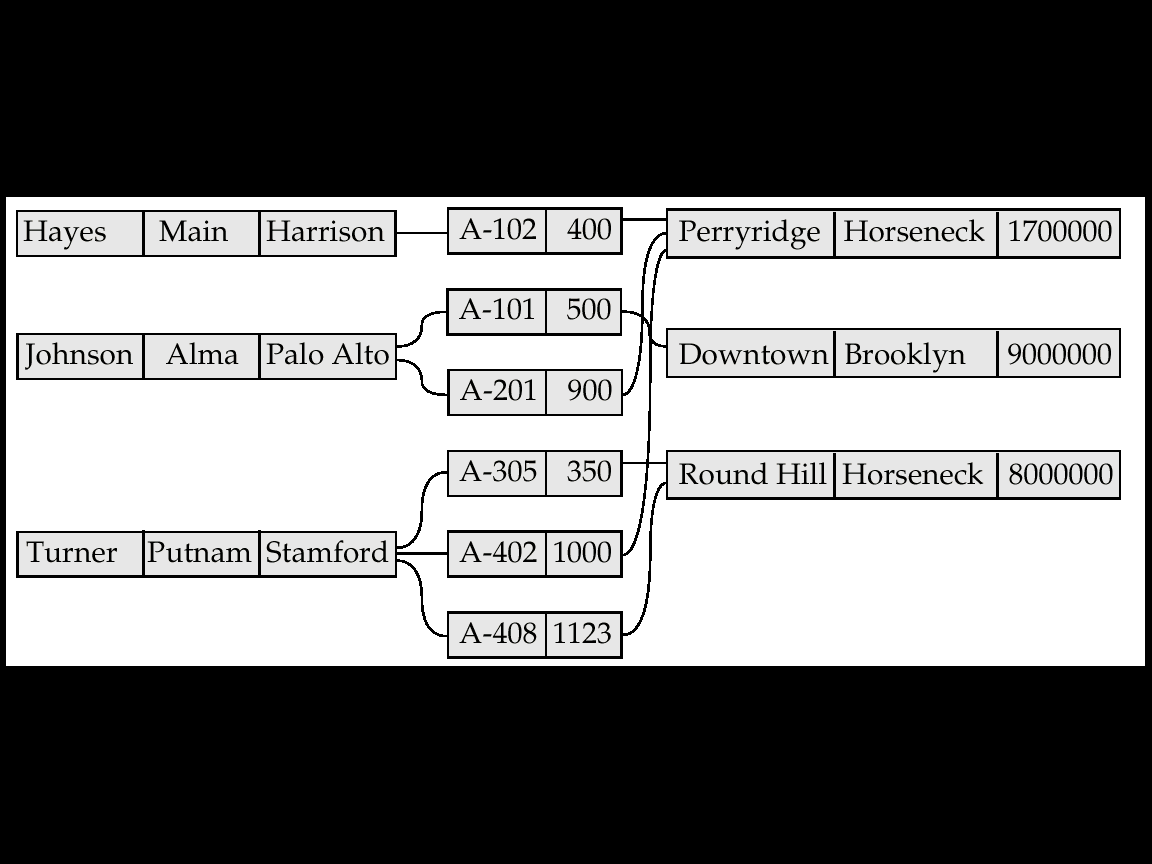 Hayes Main Harrison A-102 400 Perryridge Horseneck 1700000
A-101 500
Johnson Alma Palo Alto Downtown Brooklyn 9000000
A-201 900
A-305 350 Round Hill Horseneck 8000000
Turner Putnam Stamford A-402 1000
A-408 1123